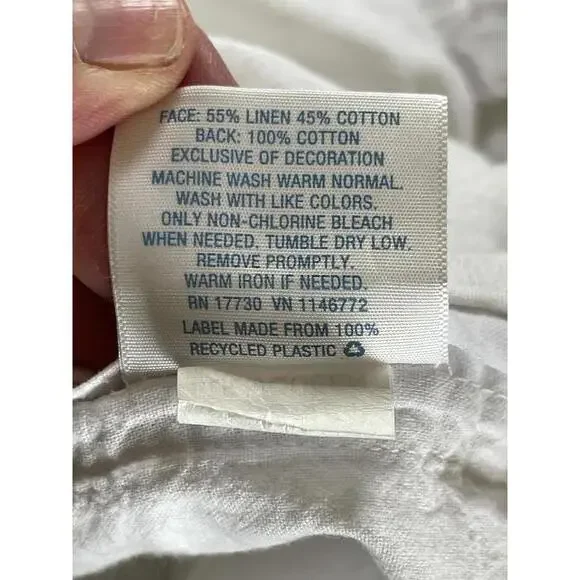 FACE: 55% LINEN 45% COTTON
BACK: 100% COTTON
EXCLUSIVE OF DECORATION
MACHINE WASH WARM NORMAL.
WASH WITH LIKE COLORS.
ONLY NON-CHLORINE BLEACH
WHEN NEEDED. TUMBLE DRY LOW.
REMOVE PROMPTLY.
WARM IRON IF NEEDED.
RN 17730 VN 1146772
LABEL MADE FROM 100%
RECYCLED PLASTIC